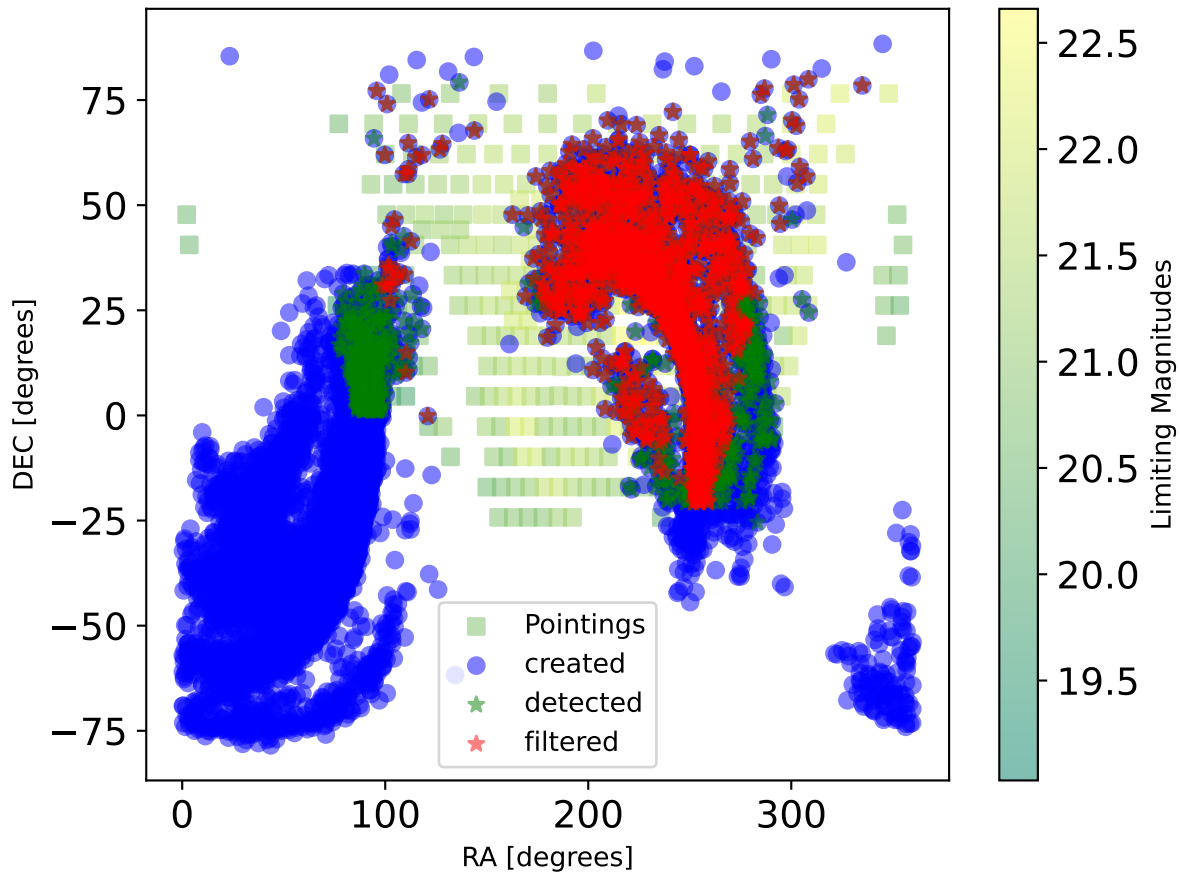 75
50
25
0
−25
−50
−75
DEC [degrees]
0
100
200
300
RA [degrees]
Pointings
created
detected
filtered
22.5
22.0
21.5
21.0
20.5
20.0
19.5
Limiting Magnitudes